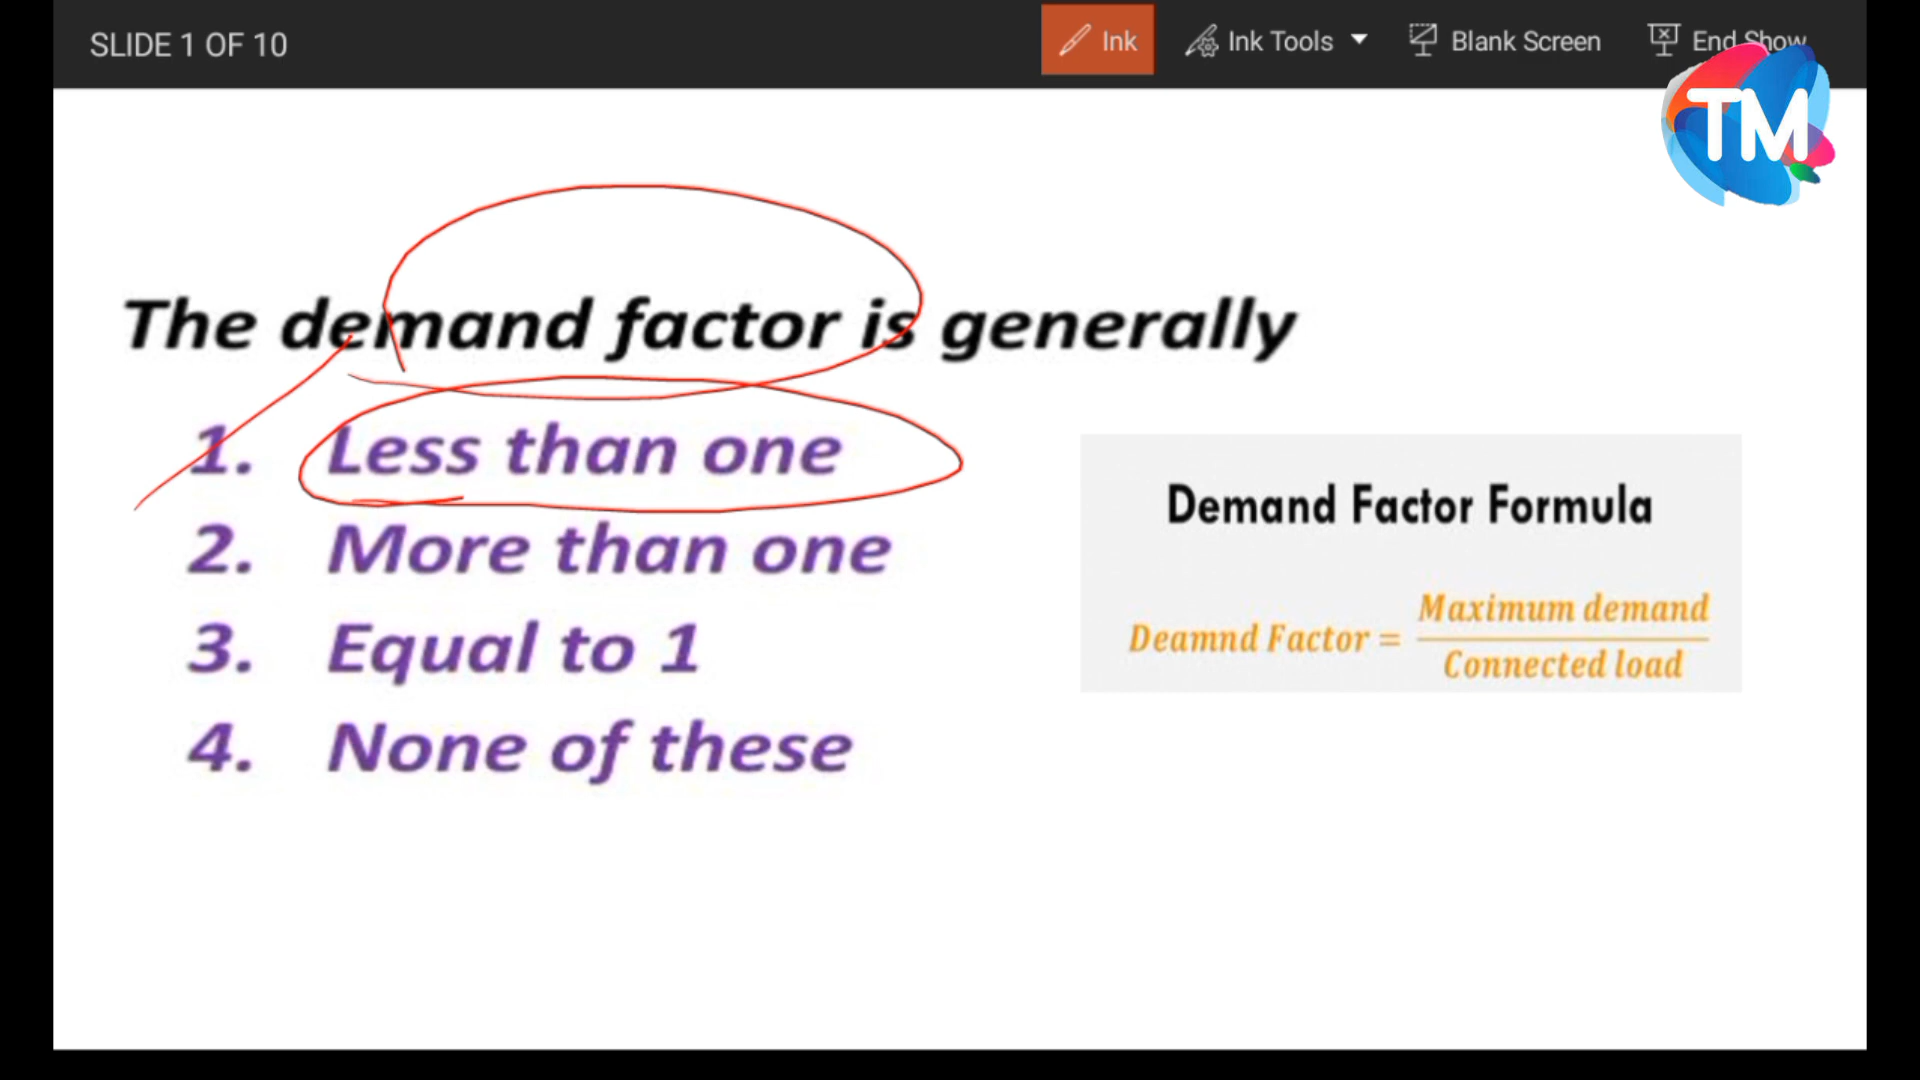 SLIDE 1 OF 10
Ink
Ink Tools
Blank Screen
End Show
TM
The demand factor is generally
1. Less than one
2. More than one
3. Equal to 1
4. None of these
Demand Factor Formula
Deamnd Factor = Maximum demand
Connected load